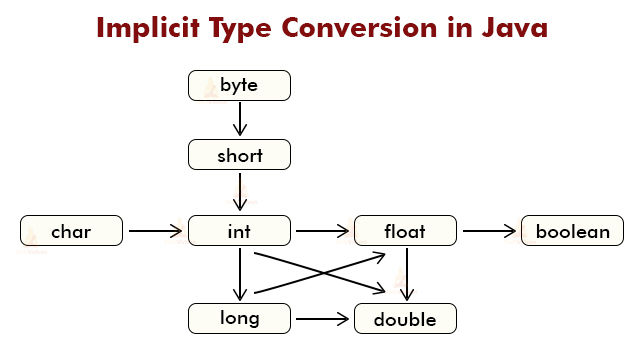 Implicit Type Conversion in Java
byte
short
char
int
float
boolean
long
double